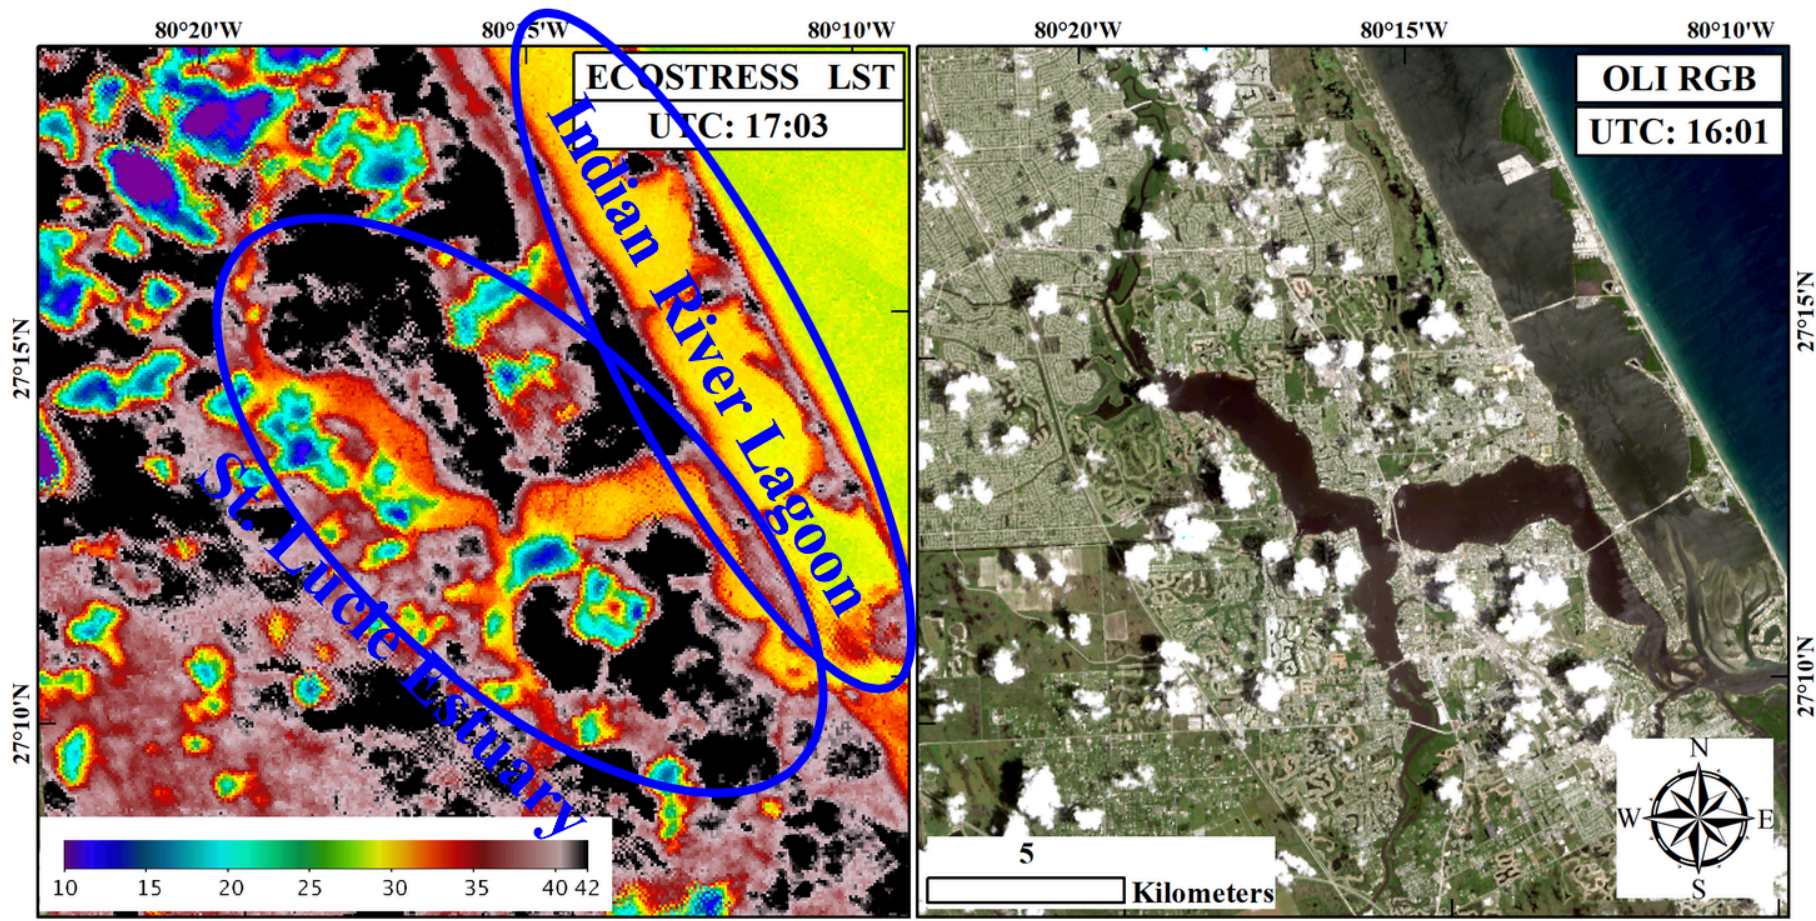 80°20'W 80°15'W 80°10'W 80°20'W 80°15'W 80°10'W
ECOSTRESS LST
UTC: 17:03
OLI RGB
UTC: 16:01
Indian River Lagoon
St. Lucie Estuary
27°15'N
27°10'N
27°15'N
27°10'N
10 15 20 25 30 35 40 42
5
Kilometers
N
W E
S